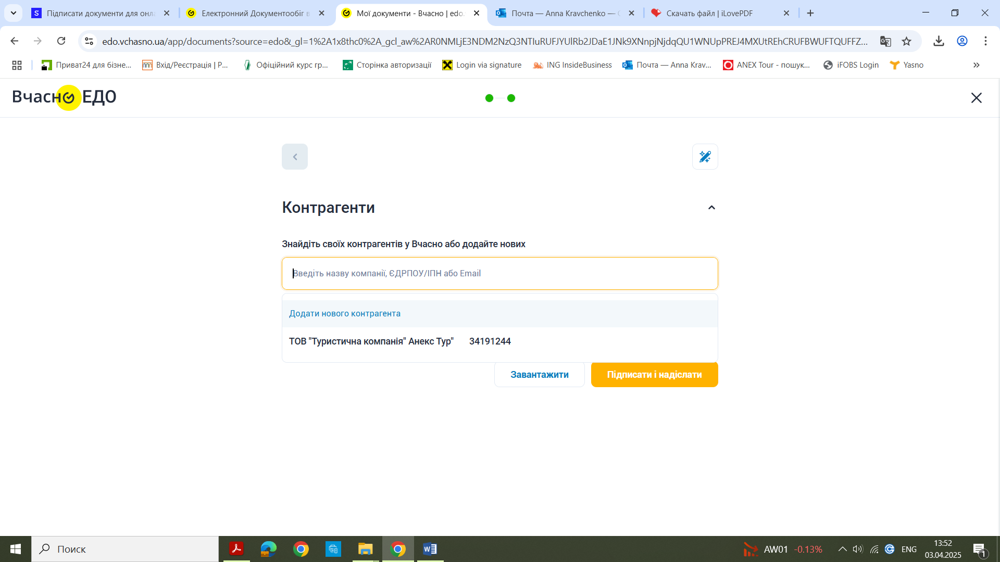 Підписати документи для онла
Електронний Документообіг в
Мої документи - Вчасно | edo.
Почта — Anna Kravchenko — О
Скачать файл | iLovePDF
edo.vchasno.ua/app/documents?source=edo&_gl=1%2A1x8thc0%2A_gcl_aw%2AR0NMLjE3NDM2NzQ3NTIuRUFJYUlRb2JDaE1JNk9XNnpjNjdqQU1WNUpPREJ4MXUtREhCRUFBWUFTQUFFZ...
Приват24 для бізне...
Вхід/Реєстрація | Р...
Офіційний курс гр...
Сторінка авторизації
Login via signature
ING InsideBusiness
Почта — Anna Krav...
ANEX Tour - пошук...
iFOBS Login
Yasno
Вчасно ЕДО
Контрагенти
Знайдіть своїх контрагентів у Вчасно або додайте нових
Введіть назву компанії, ЄДРПОУ/ІПН або Email
Додати нового контрагента
ТОВ "Туристична компанія" Анекс Тур" 34191244
Завантажити
Підписати і надіслати
Поиск
AW01 -0.13%
ENG
13:52
03.04.2025
1